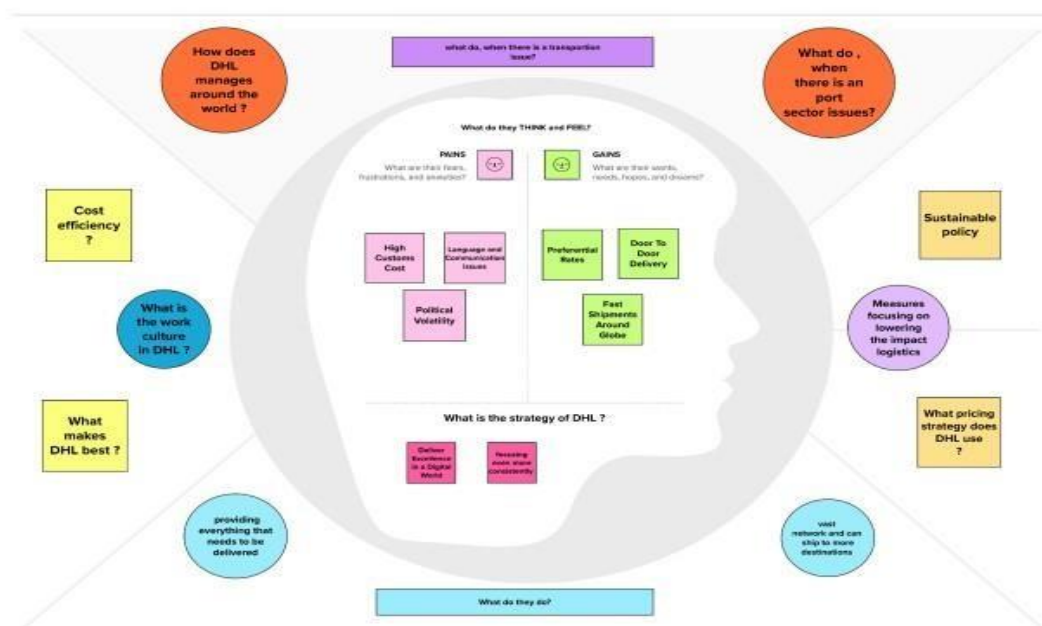 what do, when there is a transportion
issue?
How does
DHL
manages
around the
world ?
What do ,
when
there is an
port
sector issues?
What do they THINK and FEEL?
PAINS
What are their fears,
frustrations, and anxieties?
GAINS
What are their wants,
needs, hopes, and dreams?
Cost
efficiency
?
High
Customs
Cost
Language and
Communication
issues
Political
Volatility
Preferential
Rates
Door To
Door
Delivery
Fast
Shipments
Around
Globe
Sustainable
policy
What is
the work
culture
in DHL ?
Measures
focusing on
lowering
the impact
logistics
What
makes
DHL best ?
What is the strategy of DHL ?
Deliver
Excellence
in a Digital
World
focusing
even more
consistently
What pricing
strategy does
DHL use
?
providing
everything that
needs to be
delivered
vast
network and can
ship to more
destinations
What do they do?